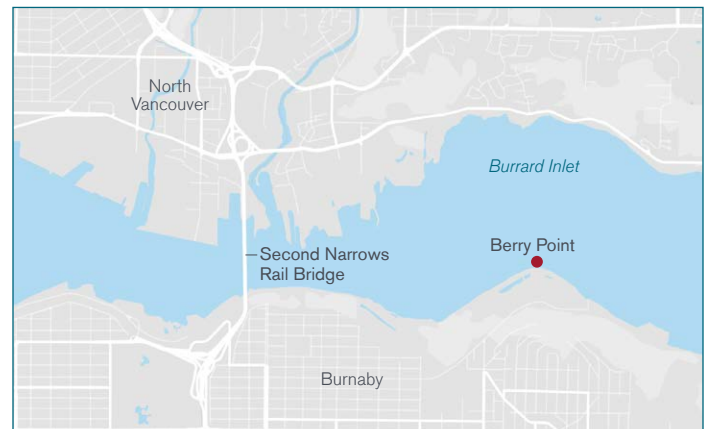 North
Vancouver
Burrard Inlet
Berry Point
Second Narrows
Rail Bridge
Burnaby